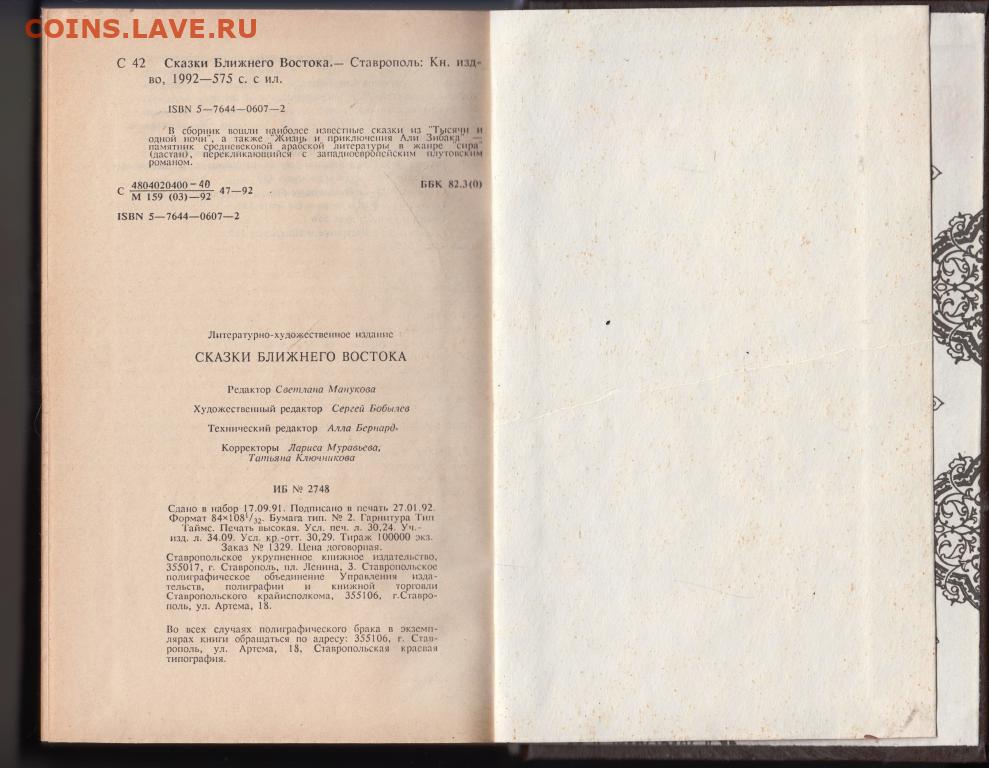 COINS.LAVE.RU
С 42 Сказки Ближнего Востока.— Ставрополь: Кн. изд-
во, 1992—575 с. с ил.
ISBN 5—7644—0607—2
В сборник вошли наиболее известные сказки из "Тысячи и
одной ночи", а также "Жизнь и приключения Али Зибака" —
памятник средневековой арабской литературы в жанре "сира"
(дастан), перекликающийся с западноевропейским плутовским
романом.
С 4804020400—40
М 159 (03)—92 47—92 ББК 82.3(0)
ISBN 5—7644—0607—2
Литературно-художественное издание
СКАЗКИ БЛИЖНЕГО ВОСТОКА
Редактор Светлана Манукова
Художественный редактор Сергей Бобылев
Технический редактор Алла Бернард
Корректоры Лариса Муравьева,
Татьяна Ключникова
ИБ № 2748
Сдано в набор 17.09.91. Подписано в печать 27.01.92.
Формат 84×108¹/₃₂. Бумага тип. № 2. Гарнитура Тип
Таймс. Печать высокая. Усл. печ. л. 30,24. Уч.-
изд. л. 34.09. Усл. кр.-отт. 30,29. Тираж 100000 экз.
Заказ № 1329. Цена договорная.
Ставропольское укрупненное книжное издательство,
355017, г. Ставрополь, пл. Ленина, 3. Ставропольское
полиграфическое объединение Управления изда-
тельств, полиграфии и книжной торговли
Ставропольского крайисполкома, 355106, г.Ставро-
поль, ул. Артема, 18.
Во всех случаях полиграфического брака в экземп-
лярах книги обращаться по адресу: 355106, г. Став-
рополь, ул. Артема, 18, Ставропольская краевая
типография.